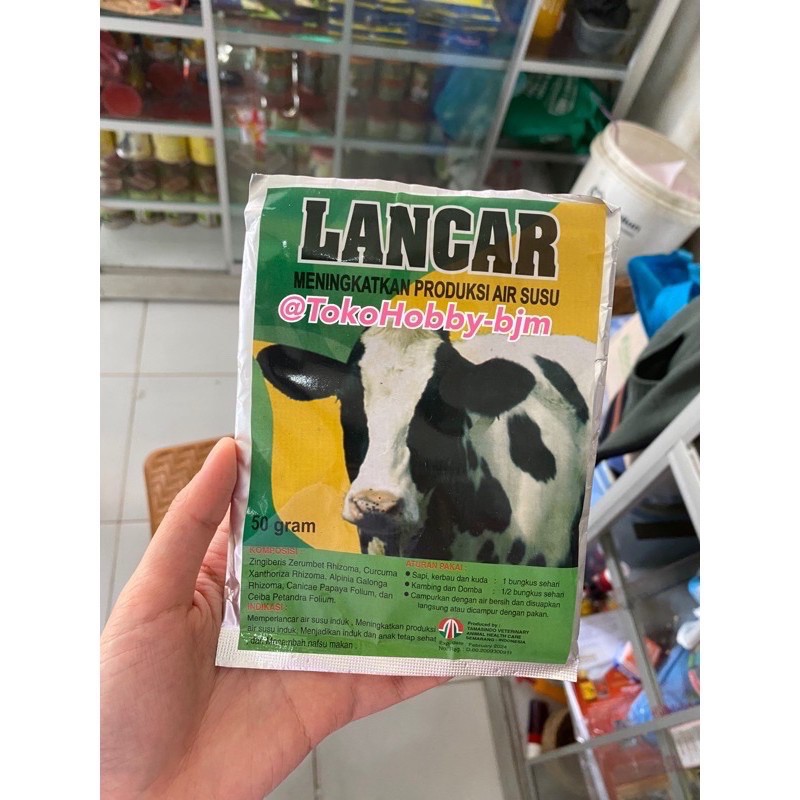 LANCAR
MENINGKATKAN PRODUKSI AIR SUSU
@TokoHobby-bjm
50 gram
KOMPOSISI
Zingiberis Zerumbet Rhizoma, Curcuma
Xanthoriza Rhizoma, Alpinia Galonga
Rhizoma, Canicae Papaya Folium, dan
Ceiba Petandra Folium.
INDIKASI :
Memperlancar air susu induk , Meningkatkan produksi
air susu induk, Menjadikan induk dan anak tetap sehat
dan Menambah nafsu makan
ATURAN PAKAI :
• Sapi, kerbau dan kuda : 1 bungkus sehari
• Kambing dan Domba : 1/2 bungkus sehari
• Campurkan dengan air bersih dan disuapkan
langsung atau dicampur dengan pakan.
Produced by :
TAMASINDO VETERINARY
ANIMAL HEALTH CARE
SEMARANG - INDONESIA
February 2024